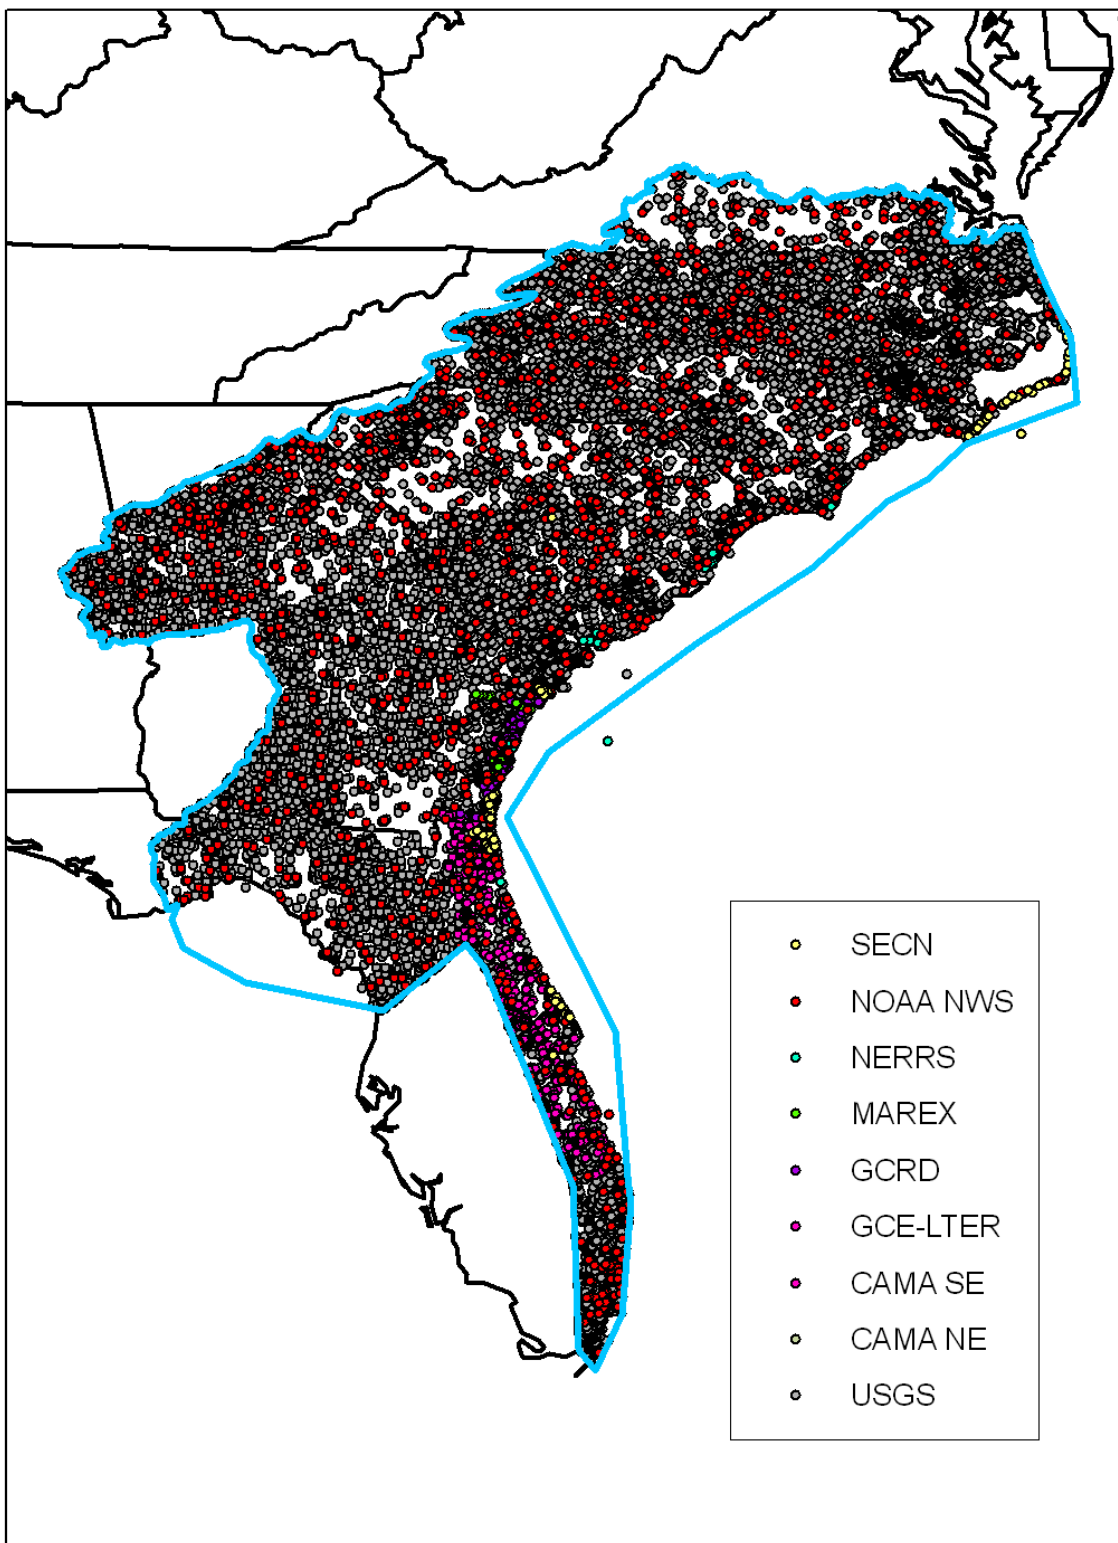 SECN
NOAA NWS
NERRS
MAREX
GCRD
GCE-LTER
CAMA SE
CAMA NE
USGS